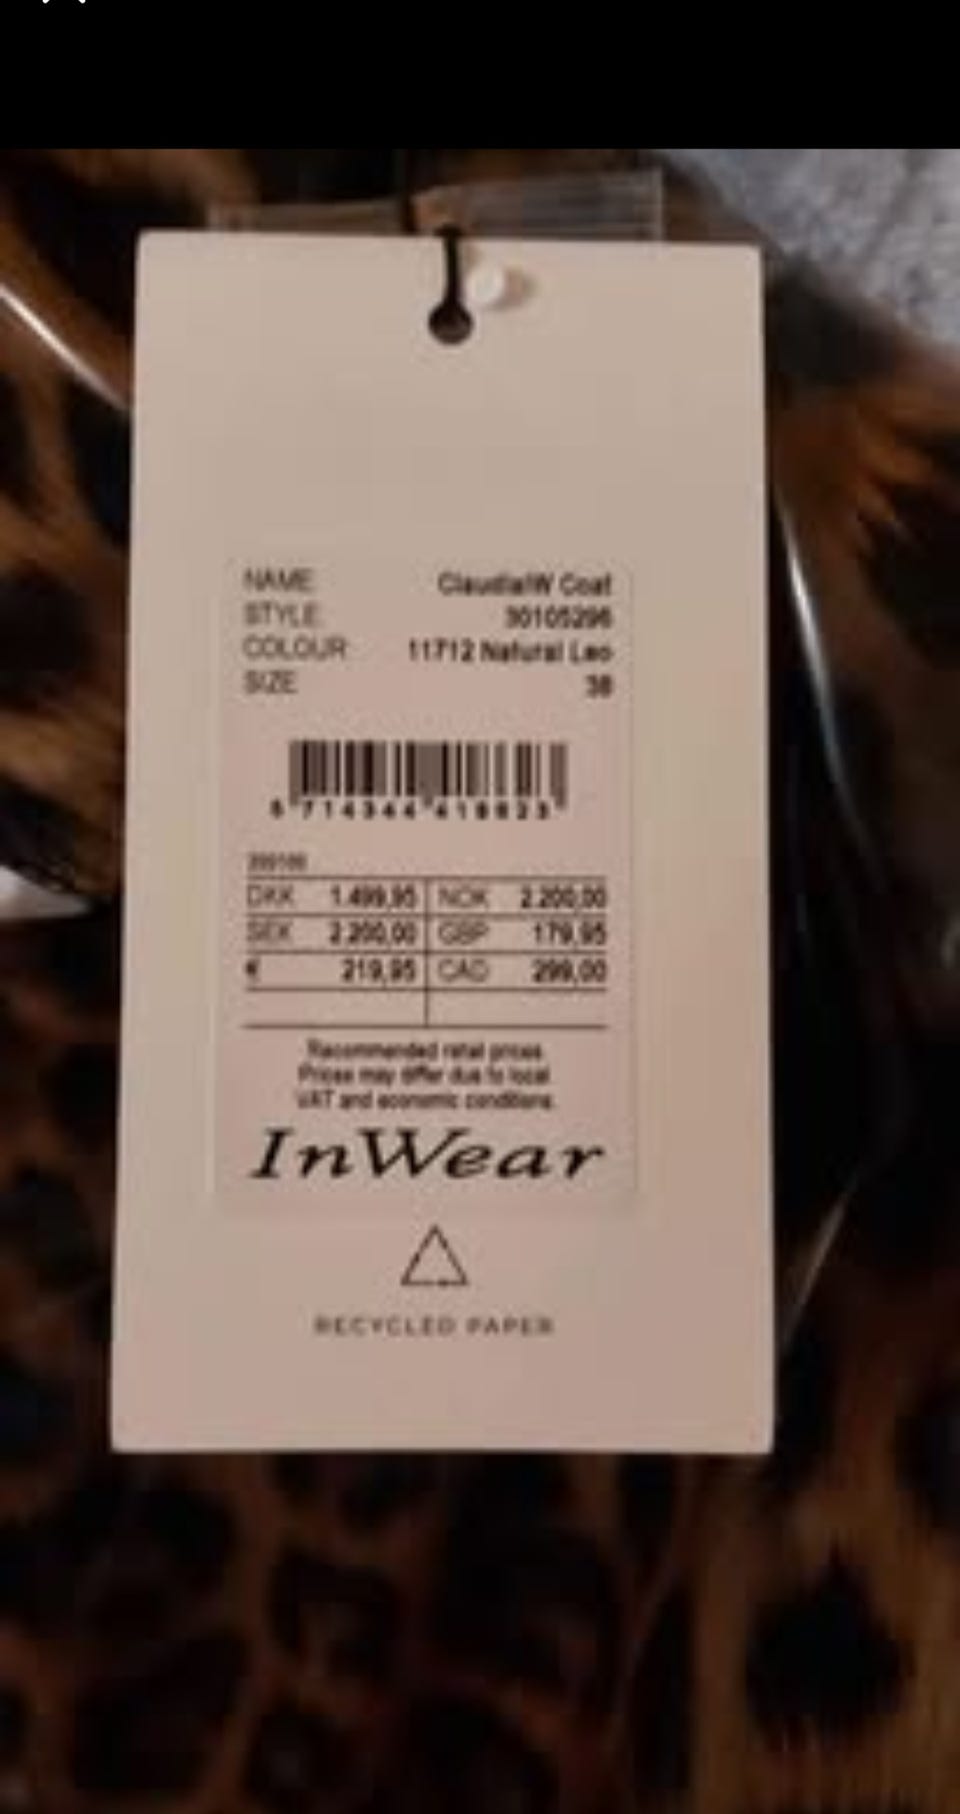 NAME ClaudiaIW Coat
STYLE 30105296
COLOUR 11712 Natural Leo
SIZE 38
DKK 1.499,95 NOK 2.200,00
SEK 2.200,00 GBP 179,95
€ 219,95 CAD 299,00
Recommended retail prices.
Prices may differ due to local
VAT and economic conditions.
InWear
RECYCLED PAPER